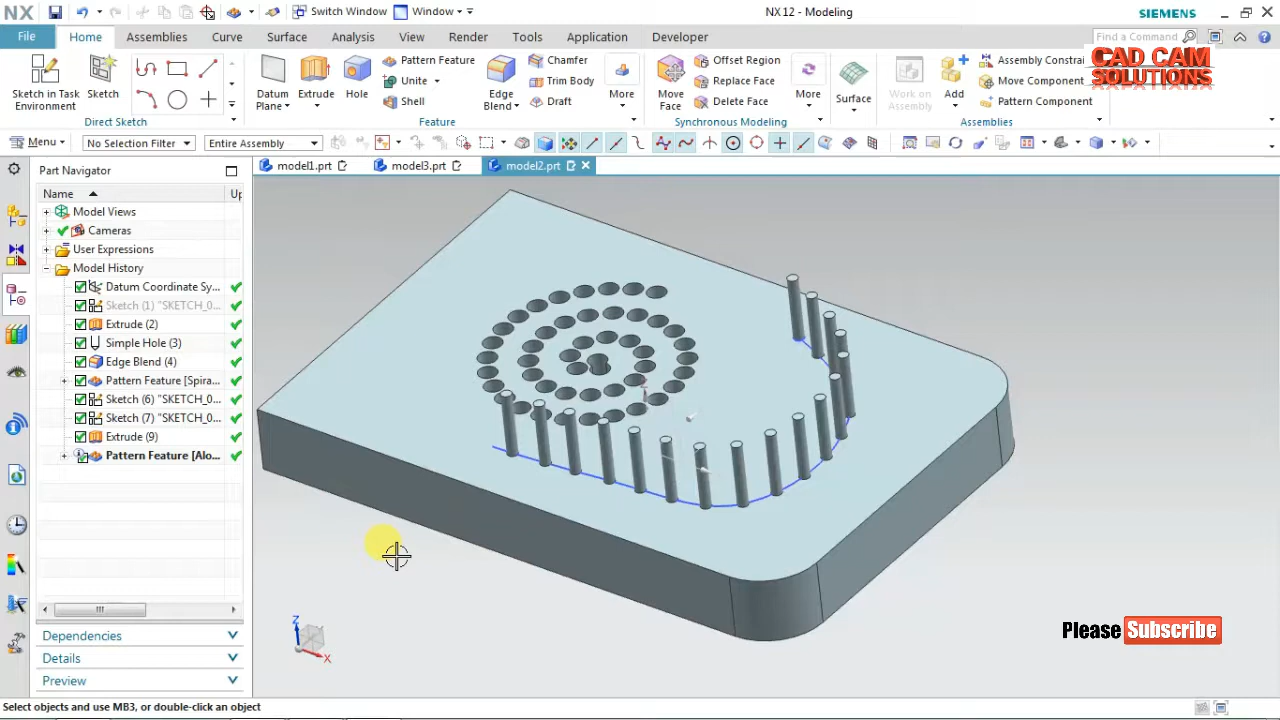 NX
Switch Window
Window
NX 12 - Modeling
SIEMENS
File
Home
Assemblies
Curve
Surface
Analysis
View
Render
Tools
Application
Developer
Find a Command
CAD CAM
SOLUTIONS
Sketch in Task
Environment
Sketch
Direct Sketch
Datum
Plane
Extrude
Hole
Pattern Feature
Unite
Shell
Edge
Blend
Chamfer
Trim Body
Draft
More
Feature
Move
Face
Offset Region
Replace Face
Delete Face
More
Synchronous Modeling
Surface
Work on
Assembly
Add
Assembly Constrai
Move Component
Pattern Component
Assemblies
Menu
No Selection Filter
Entire Assembly
Part Navigator
model1.prt
model3.prt
model2.prt
Name
Up
Model Views
Cameras
User Expressions
Model History
Datum Coordinate Sy...
Sketch (1) "SKETCH_0...
Extrude (2)
Simple Hole (3)
Edge Blend (4)
Pattern Feature [Spira...
Sketch (6) "SKETCH_0...
Sketch (7) "SKETCH_0...
Extrude (9)
Pattern Feature [Alo...
Dependencies
Details
Preview
Z
X
Please Subscribe
Select objects and use MB3, or double-click an object